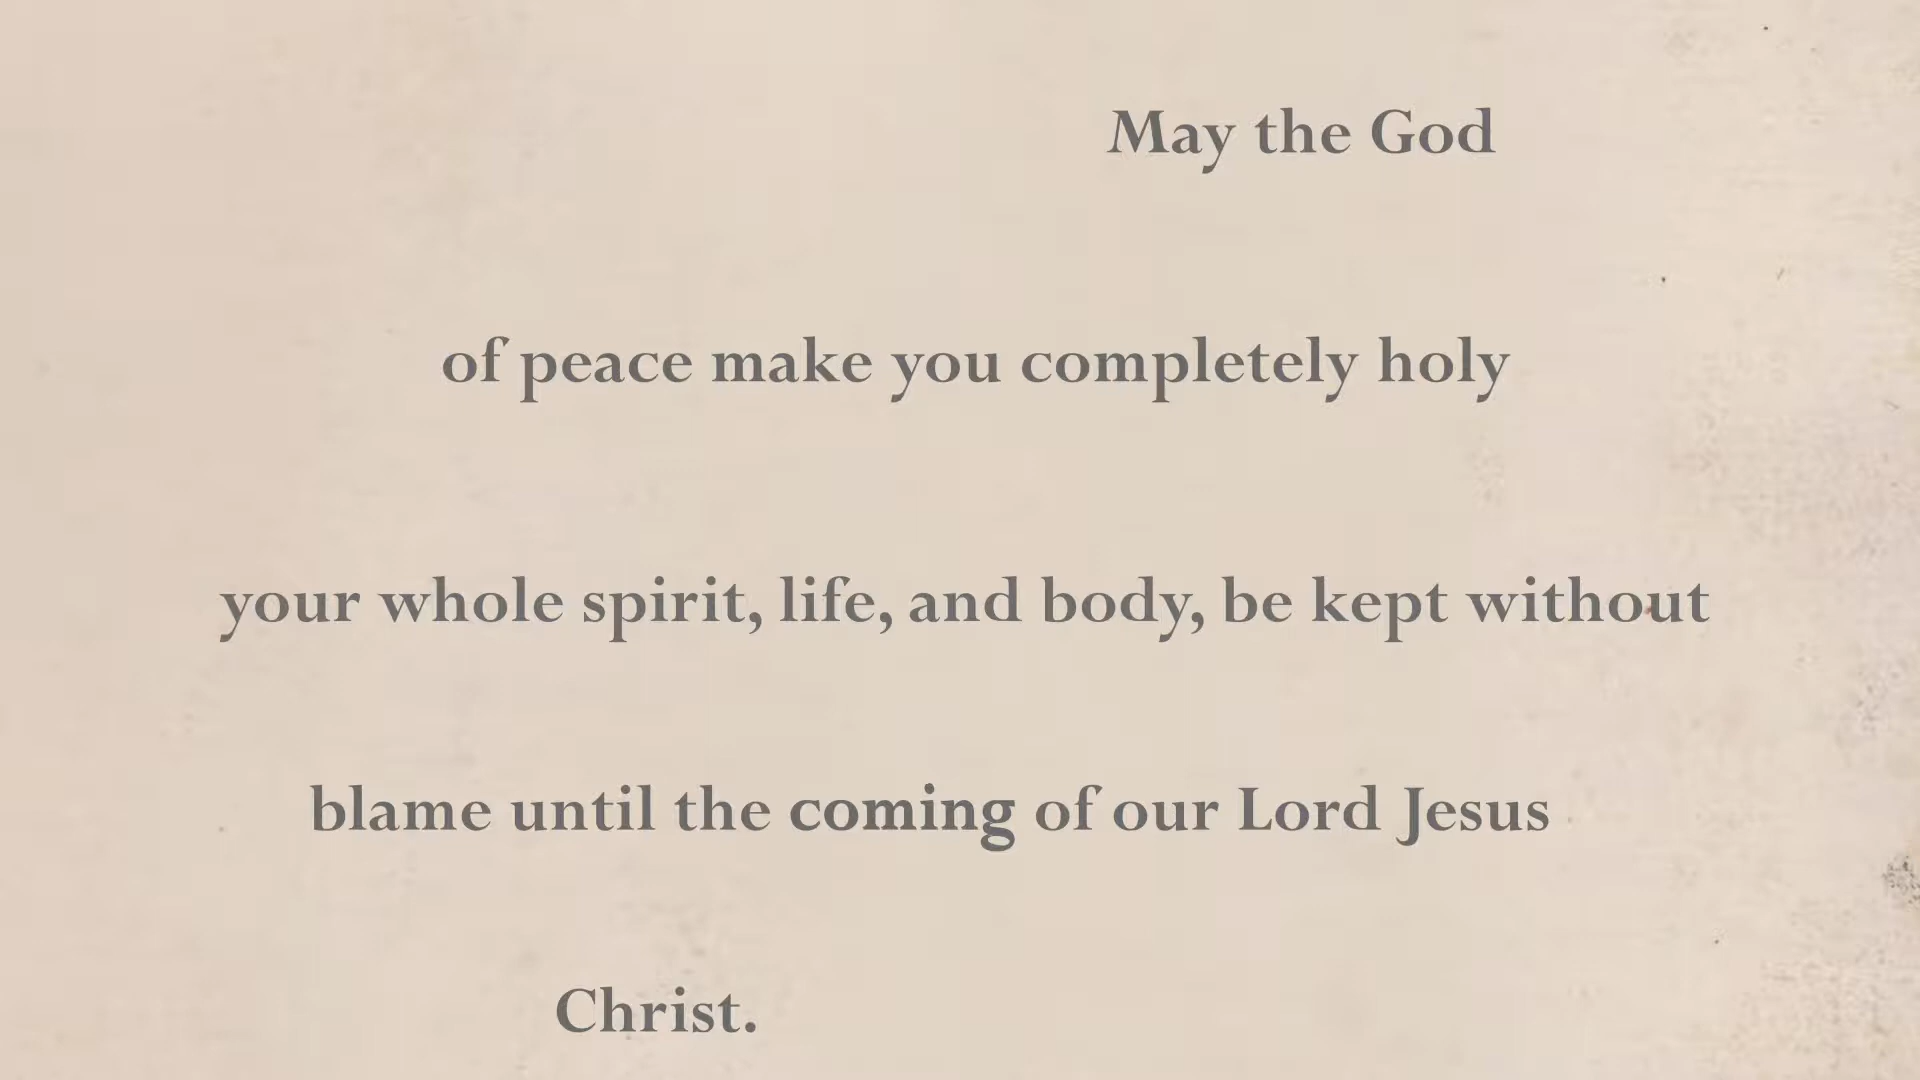 May the God
of peace make you completely holy
your whole spirit, life, and body, be kept without
blame until the coming of our Lord Jesus
Christ.